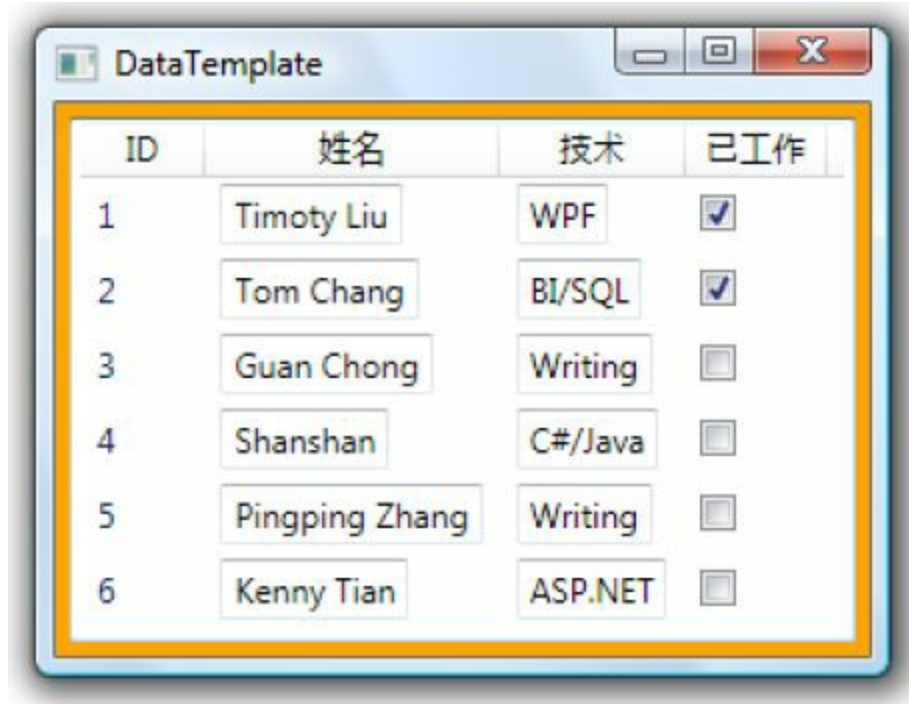 DataTemplate
ID 姓名 技术 已工作
1 Timoty Liu WPF
2 Tom Chang BI/SQL
3 Guan Chong Writing
4 Shanshan C#/Java
5 Pingping Zhang Writing
6 Kenny Tian ASP.NET